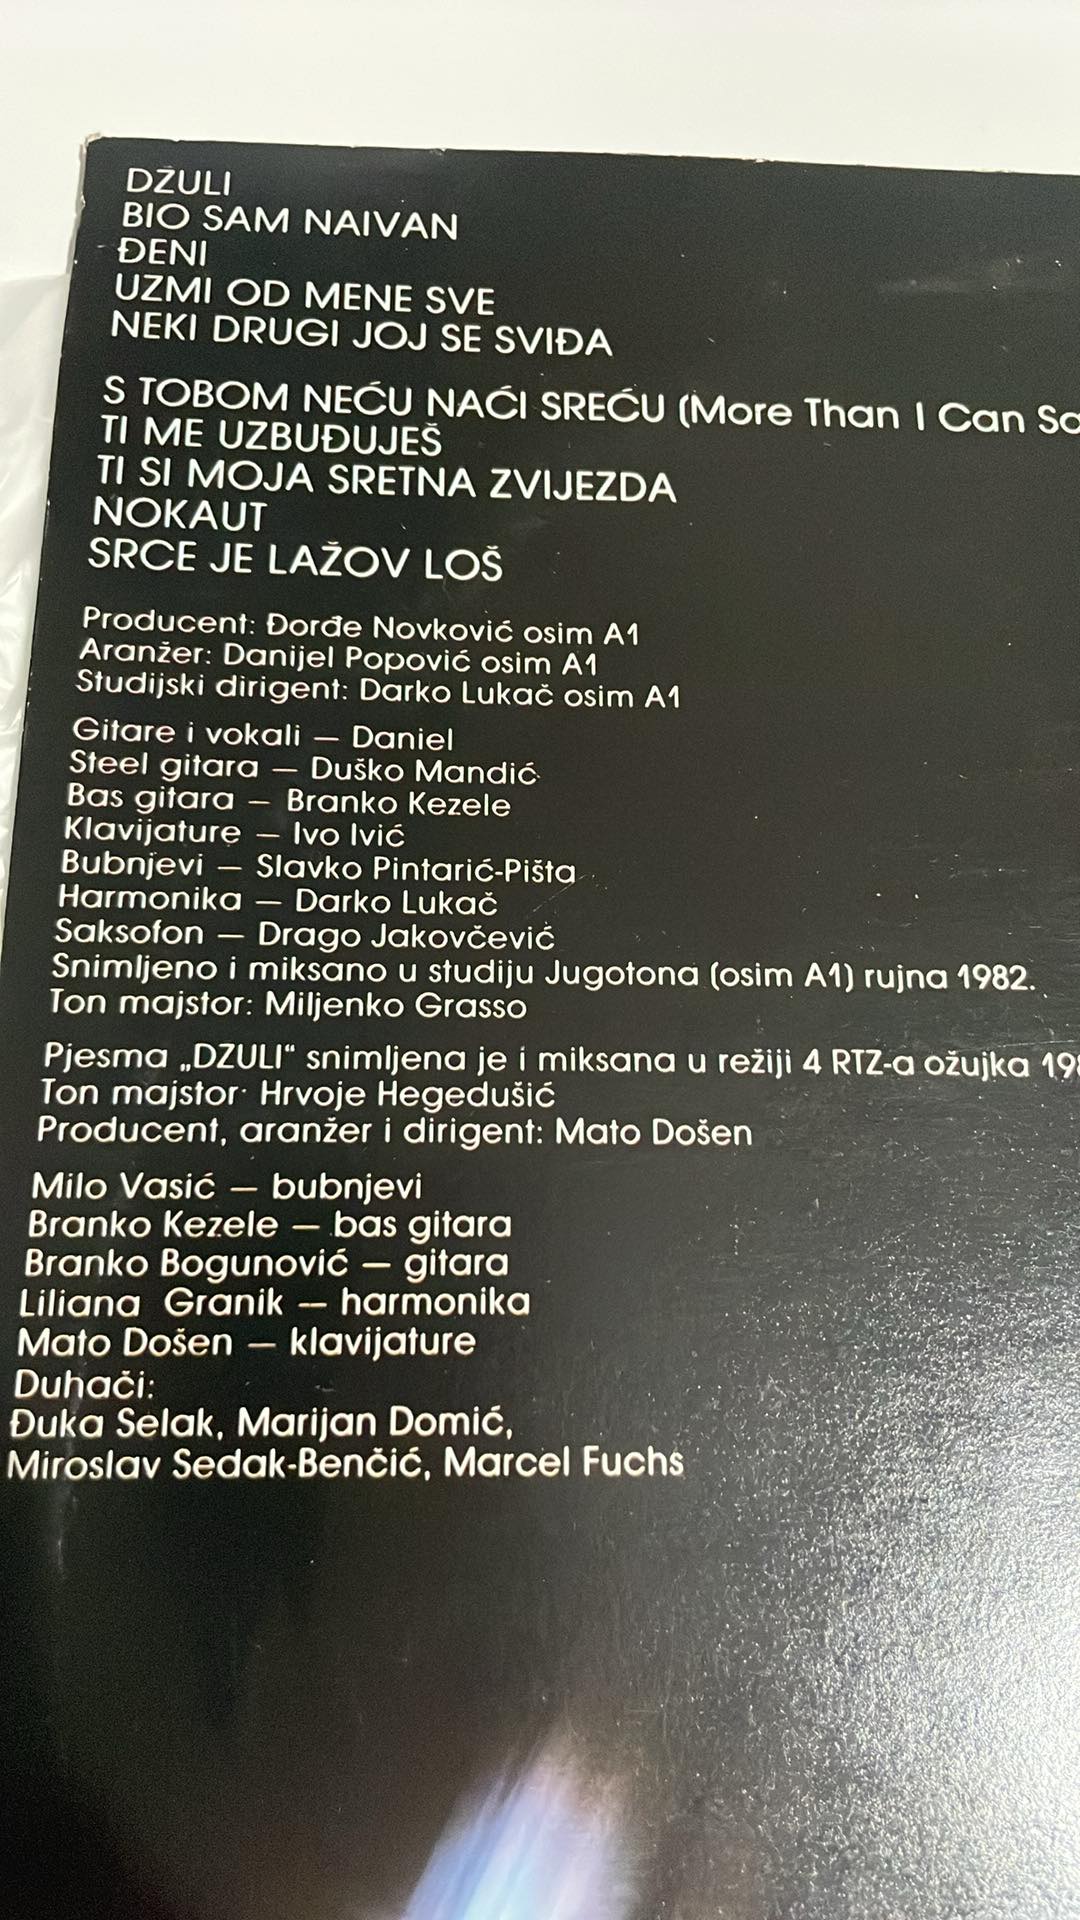 DŽULI
BIO SAM NAIVAN
ĐENI
UZMI OD MENE SVE
NEKI DRUGI JOJ SE SVIĐA
S TOBOM NEĆU NAĆI SREĆU (More Than I Can
TI ME UZBUĐUJEŠ
TI SI MOJA SRETNA ZVIJEZDA
NOKAUT
SRCE JE LAŽOV LOŠ
Producent: Đorđe Novković osim A1
Aranžer: Danijel Popović osim A1
Studijski dirigent: Darko Lukač osim A1
Gitare i vokali — Daniel
Steel gitara — Duško Mandić
Bas gitara — Branko Kezele
Klavijature — Ivo Ivić
Bubnjevi — Slavko Pintarić-Pišta
Harmonika — Darko Lukač
Saksofon — Drago Jakovčević
Snimljeno i miksano u studiju Jugotona (osim A1) rujna 1982.
Ton majstor: Miljenko Grasso
Pjesma „DZULI“ snimljena je i miksana u režiji 4 RTZ-a ožujka
Ton majstor· Hrvoje Hegedušić
Producent, aranžer i dirigent: Mato Došen
Milo Vasić — bubnjevi
Branko Kezele — bas gitara
Branko Bogunović — gitara
Liliana Granik — harmonika
Mato Došen — klavijature
Duhači:
Đuka Selak, Marijan Domić,
Miroslav Sedak-Benčić, Marcel Fuchs